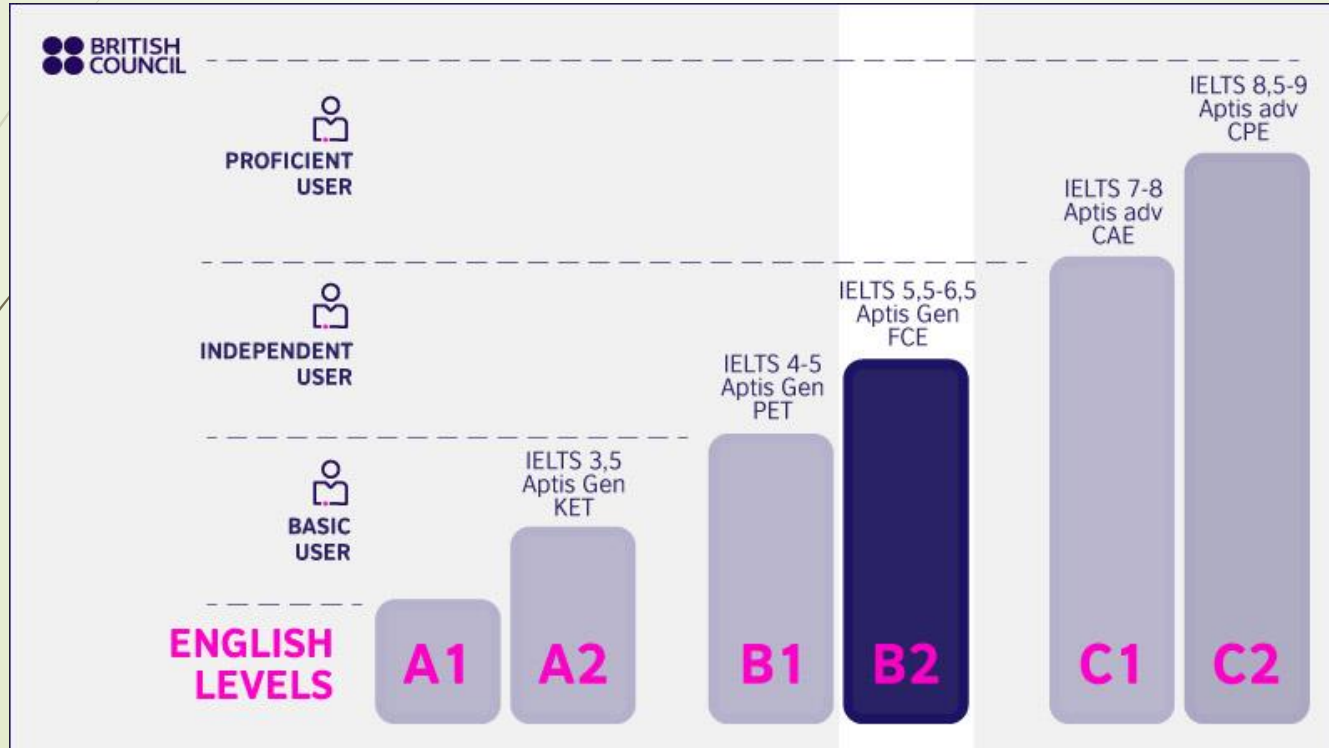 BRITISH
COUNCIL
PROFICIENT
USER
INDEPENDENT
USER
BASIC
USER
ENGLISH
LEVELS
A1
IELTS 3,5
Aptis Gen
KET
A2
IELTS 4-5
Aptis Gen
PET
B1
IELTS 5,5-6,5
Aptis Gen
FCE
B2
IELTS 7-8
Aptis adv
CAE
C1
IELTS 8,5-9
Aptis adv
CPE
C2